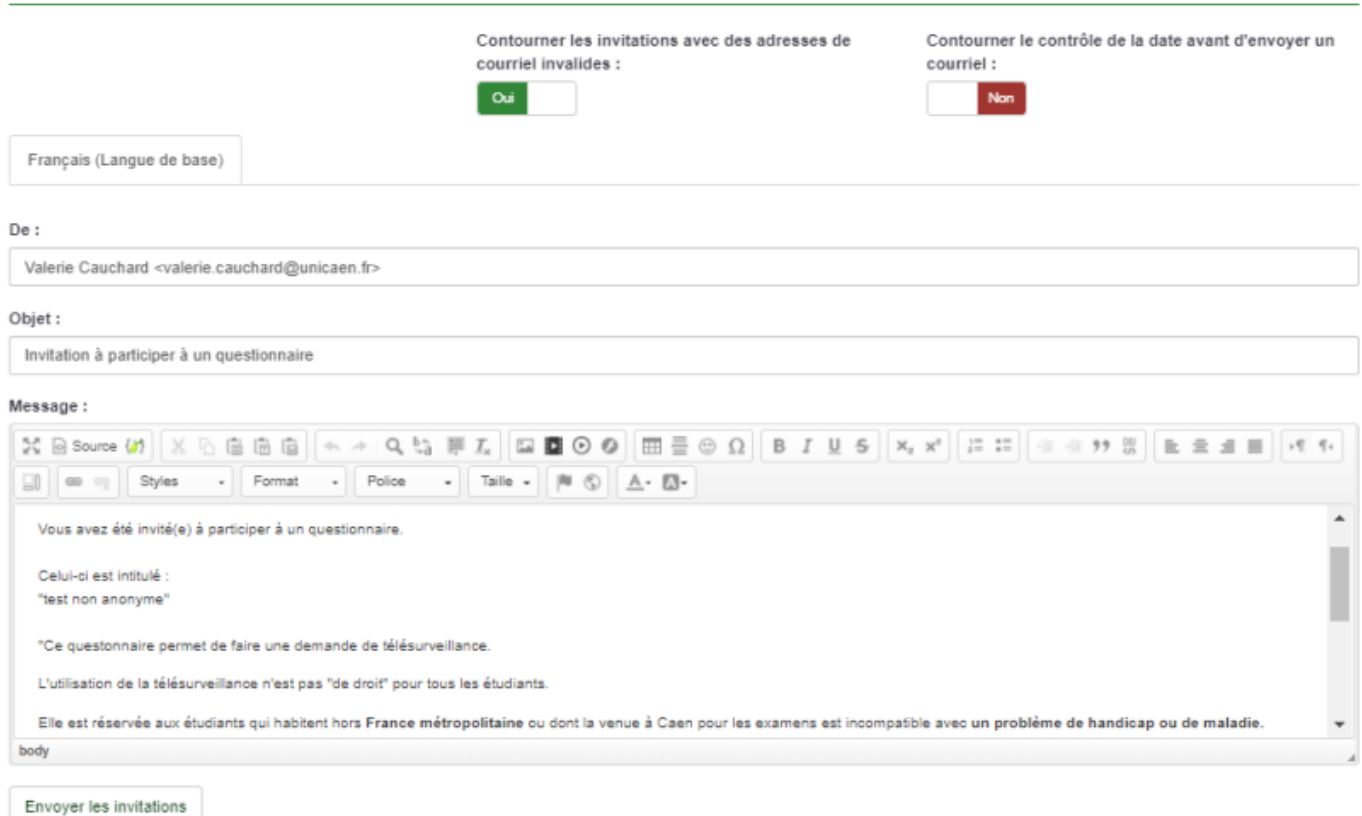 Contourner les invitations avec des adresses de
courriel invalides :
Oui
Contourner le contrôle de la date avant d'envoyer un
courriel :
Non
Français (Langue de base)
De :
Valerie Cauchard <valerie.cauchard@unicaen.fr>
Objet :
Invitation à participer à un questionnaire
Message :
Source
B I U S
Styles Format Police Taille
Vous avez été invité(e) à participer à un questionnaire.
Celui-ci est intitulé :
"test non anonyme"
"Ce questonnaire permet de faire une demande de télésurveillance.
L'utilisation de la télésurveillance n'est pas "de droit" pour tous les étudiants.
Elle est réservée aux étudiants qui habitent hors France métropolitaine ou dont la venue à Caen pour les examens est incompatible avec un problème de handicap ou de maladie.
body
Envoyer les invitations